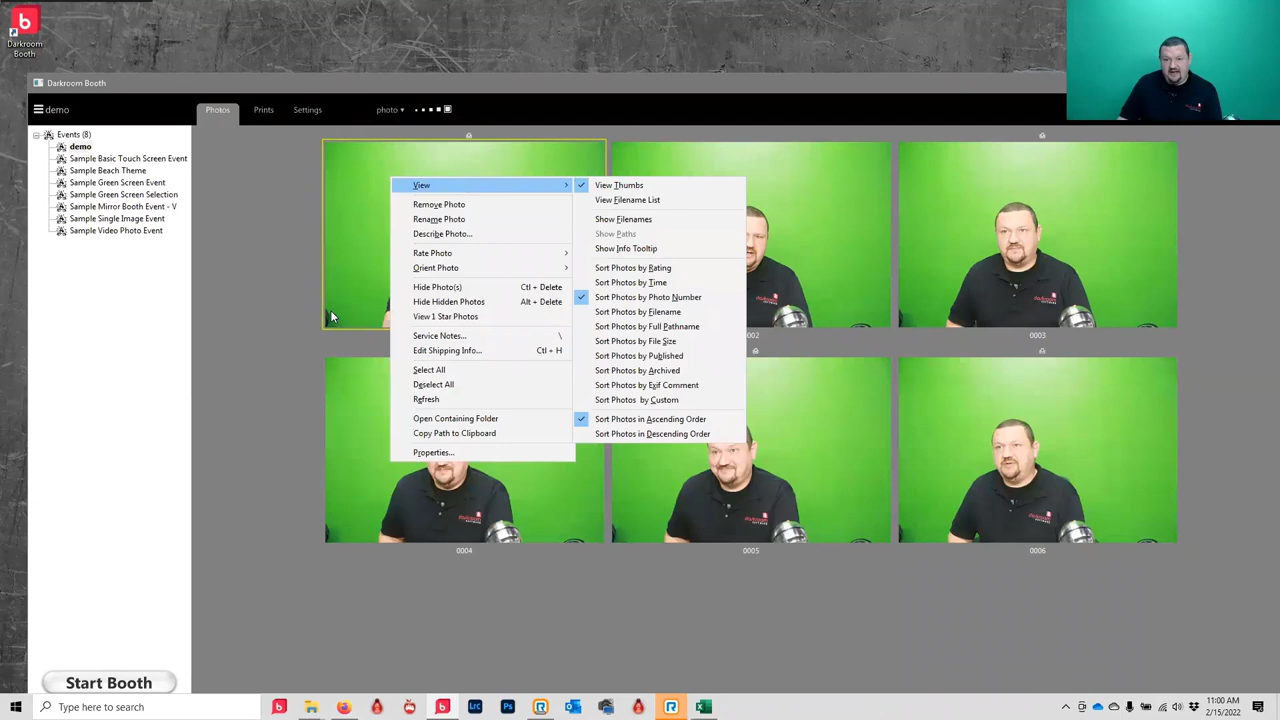 b
Darkroom
Booth
Darkroom Booth
demo
Photos
Prints
Settings
photo
Events (8)
demo
Sample Basic Touch Screen Event
Sample Beach Theme
Sample Green Screen Event
Sample Green Screen Selection
Sample Mirror Booth Event - V
Sample Single Image Event
Sample Video Photo Event
View
Remove Photo
Rename Photo
Describe Photo...
Rate Photo
Orient Photo
Hide Photo(s) Ctl + Delete
Hide Hidden Photos Alt + Delete
View 1 Star Photos
Service Notes... \
Edit Shipping Info... Ctl + H
Select All
Deselect All
Refresh
Open Containing Folder
Copy Path to Clipboard
Properties...
View Thumbs
View Filename List
Show Filenames
Show Paths
Show Info Tooltip
Sort Photos by Rating
Sort Photos by Time
Sort Photos by Photo Number
Sort Photos by Filename
Sort Photos by Full Pathname
Sort Photos by File Size
Sort Photos by Published
Sort Photos by Archived
Sort Photos by Exif Comment
Sort Photos by Custom
Sort Photos in Ascending Order
Sort Photos in Descending Order
002
0003
0004
0005
0006
Start Booth
Type here to search
b
b
Lrc
Ps
11:00 AM
2/15/2022